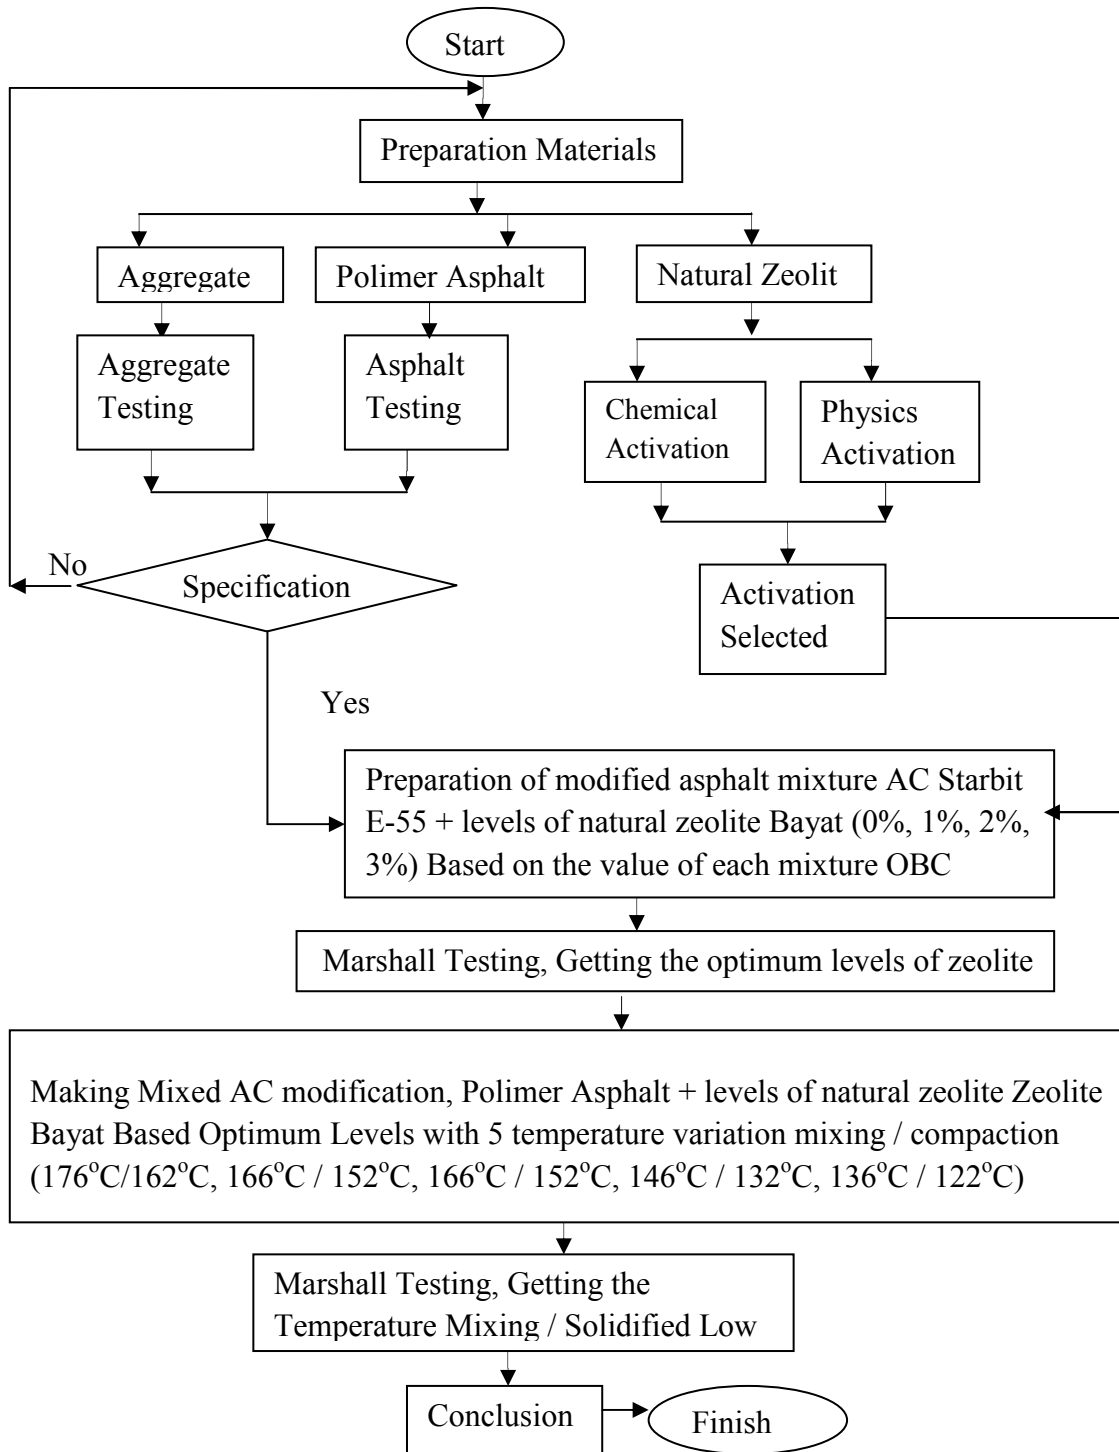 Start
Preparation Materials
Aggregate
Polimer Asphalt
Natural Zeolit
Aggregate
Testing
Asphalt
Testing
Chemical
Activation
Physics
Activation
No
Specification
Activation
Selected
Yes
Preparation of modified asphalt mixture AC Starbit
E-55 + levels of natural zeolite Bayat (0%, 1%, 2%,
3%) Based on the value of each mixture OBC
Marshall Testing, Getting the optimum levels of zeolite
Making Mixed AC modification, Polimer Asphalt + levels of natural zeolite Zeolite
Bayat Based Optimum Levels with 5 temperature variation mixing / compaction
(176°C/162°C, 166°C / 152°C, 166°C / 152°C, 146°C / 132°C, 136°C / 122°C)
Marshall Testing, Getting the
Temperature Mixing / Solidified Low
Conclusion
Finish